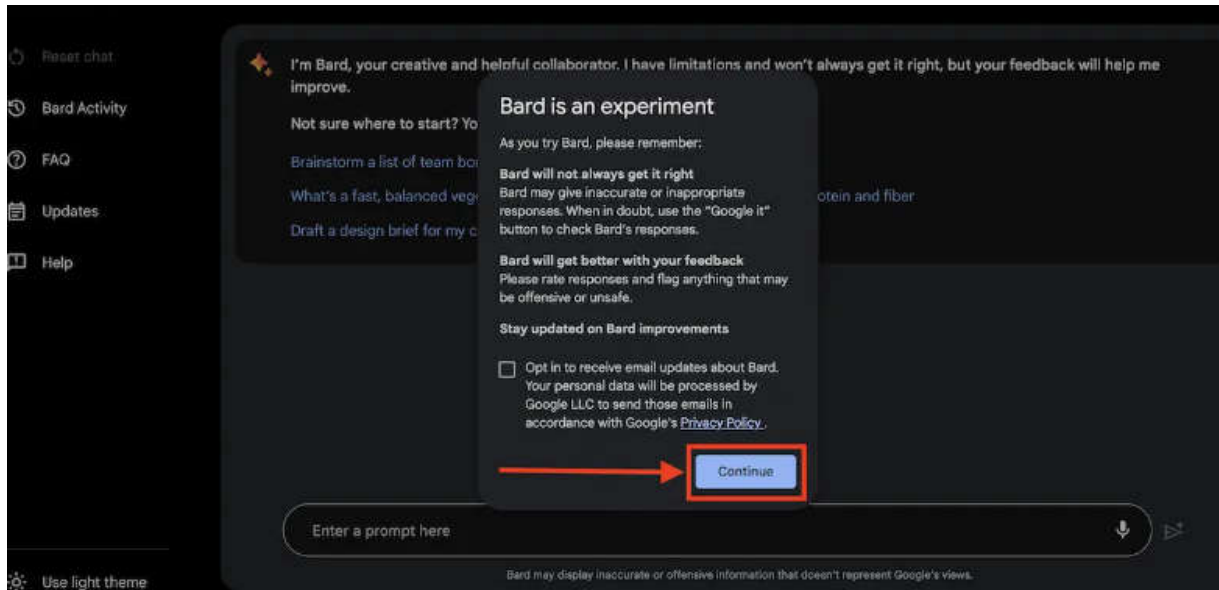 Reset chat
Bard Activity
FAQ
Updates
Help
Use light theme
I'm Bard, your creative and helpful collaborator. I have limitations and won't always get it right, but your feedback will help me
improve.
Not sure where to start? Yo
Brainstorm a list of team bo
What's a fast, balanced veg
otein and fiber
Draft a design brief for my c
Bard is an experiment
As you try Bard, please remember:
Bard will not always get it right
Bard may give inaccurate or inappropriate
responses. When in doubt, use the "Google it"
button to check Bard's responses.
Bard will get better with your feedback
Please rate responses and flag anything that may
be offensive or unsafe.
Stay updated on Bard improvements
Opt in to receive email updates about Bard.
Your personal data will be processed by
Google LLC to send those emails in
accordance with Google's Privacy Policy.
Continue
Enter a prompt here
Bard may display inaccurate or offensive information that doesn't represent Google's views.